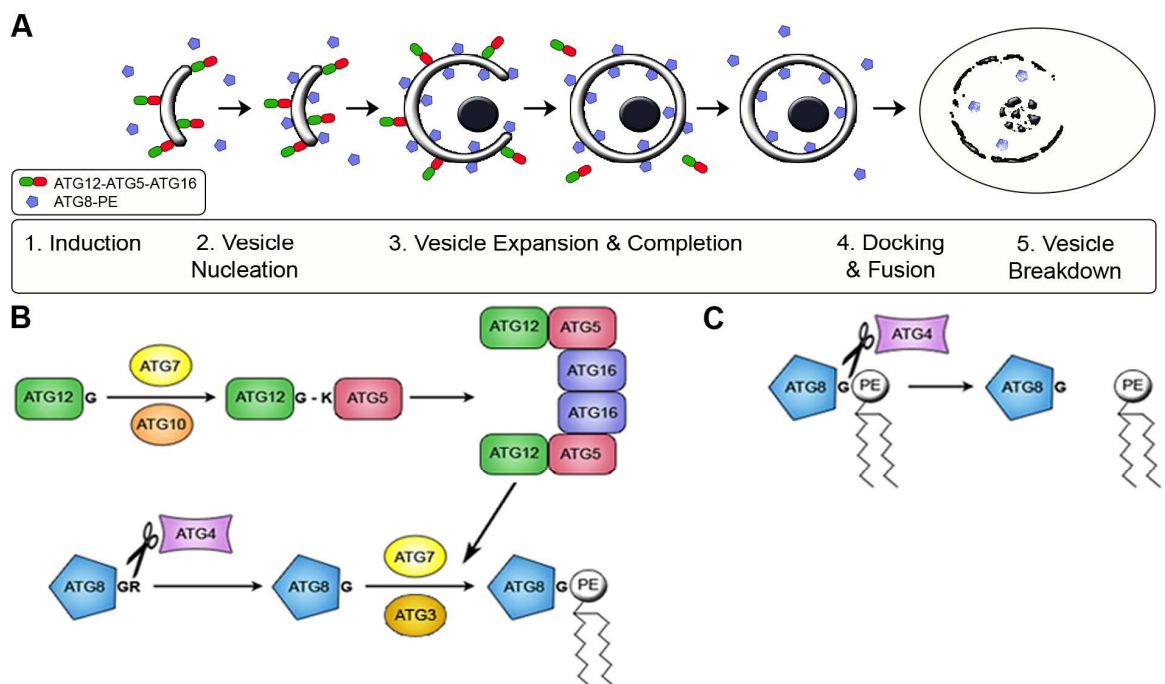 A
ATG12-ATG5-ATG16
ATG8-PE
1. Induction
2. Vesicle
Nucleation
3. Vesicle Expansion & Completion
4. Docking
& Fusion
5. Vesicle
Breakdown
B
ATG12 G
ATG7
ATG10
ATG12 G - K ATG5
ATG12 ATG5
ATG16
ATG16
ATG12 ATG5
ATG8 GR
ATG4
ATG8 G
ATG7
ATG3
ATG8 G PE
C
ATG4
ATG8 G PE
ATG8 G
PE